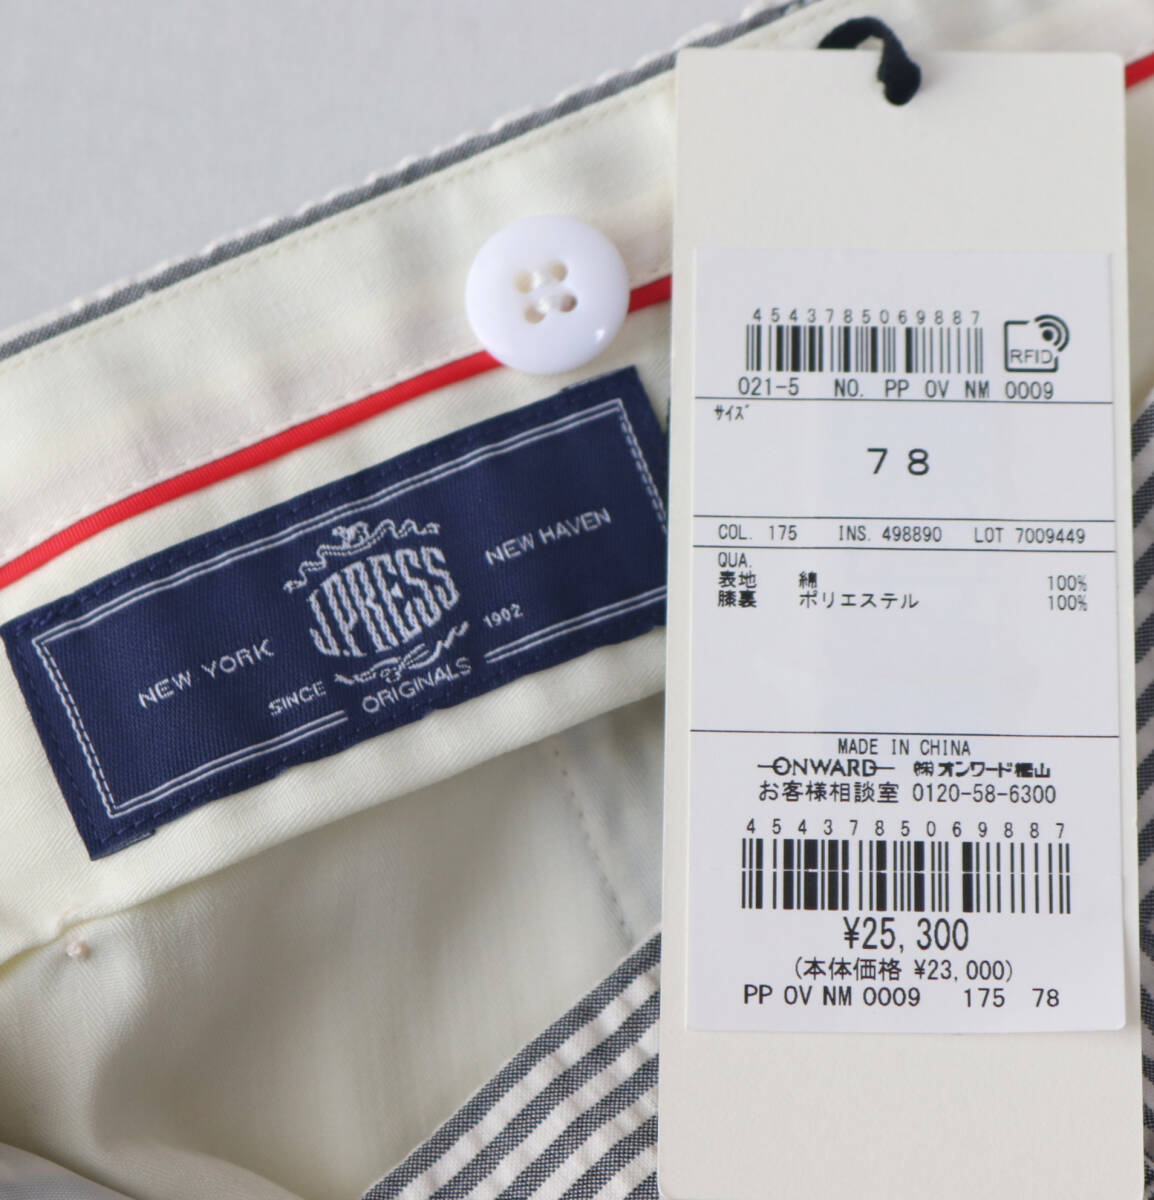 J.PRESS
NEW YORK
NEW HAVEN
SINCE
1902
ORIGINALS
4543785069887
RFID
021-5 NO. PP OV NM 0009
ｻｲｽﾞ
７８
COL. 175 INS. 498890 LOT 7009449
QUA.
表地 綿 100%
膝裏 ポリエステル 100%
MADE IN CHINA
ONWARD ㈱オンワード樫山
お客様相談室 0120-58-6300
4543785069887
¥25,300
(本体価格 ¥23,000)
PP OV NM 0009 175 78